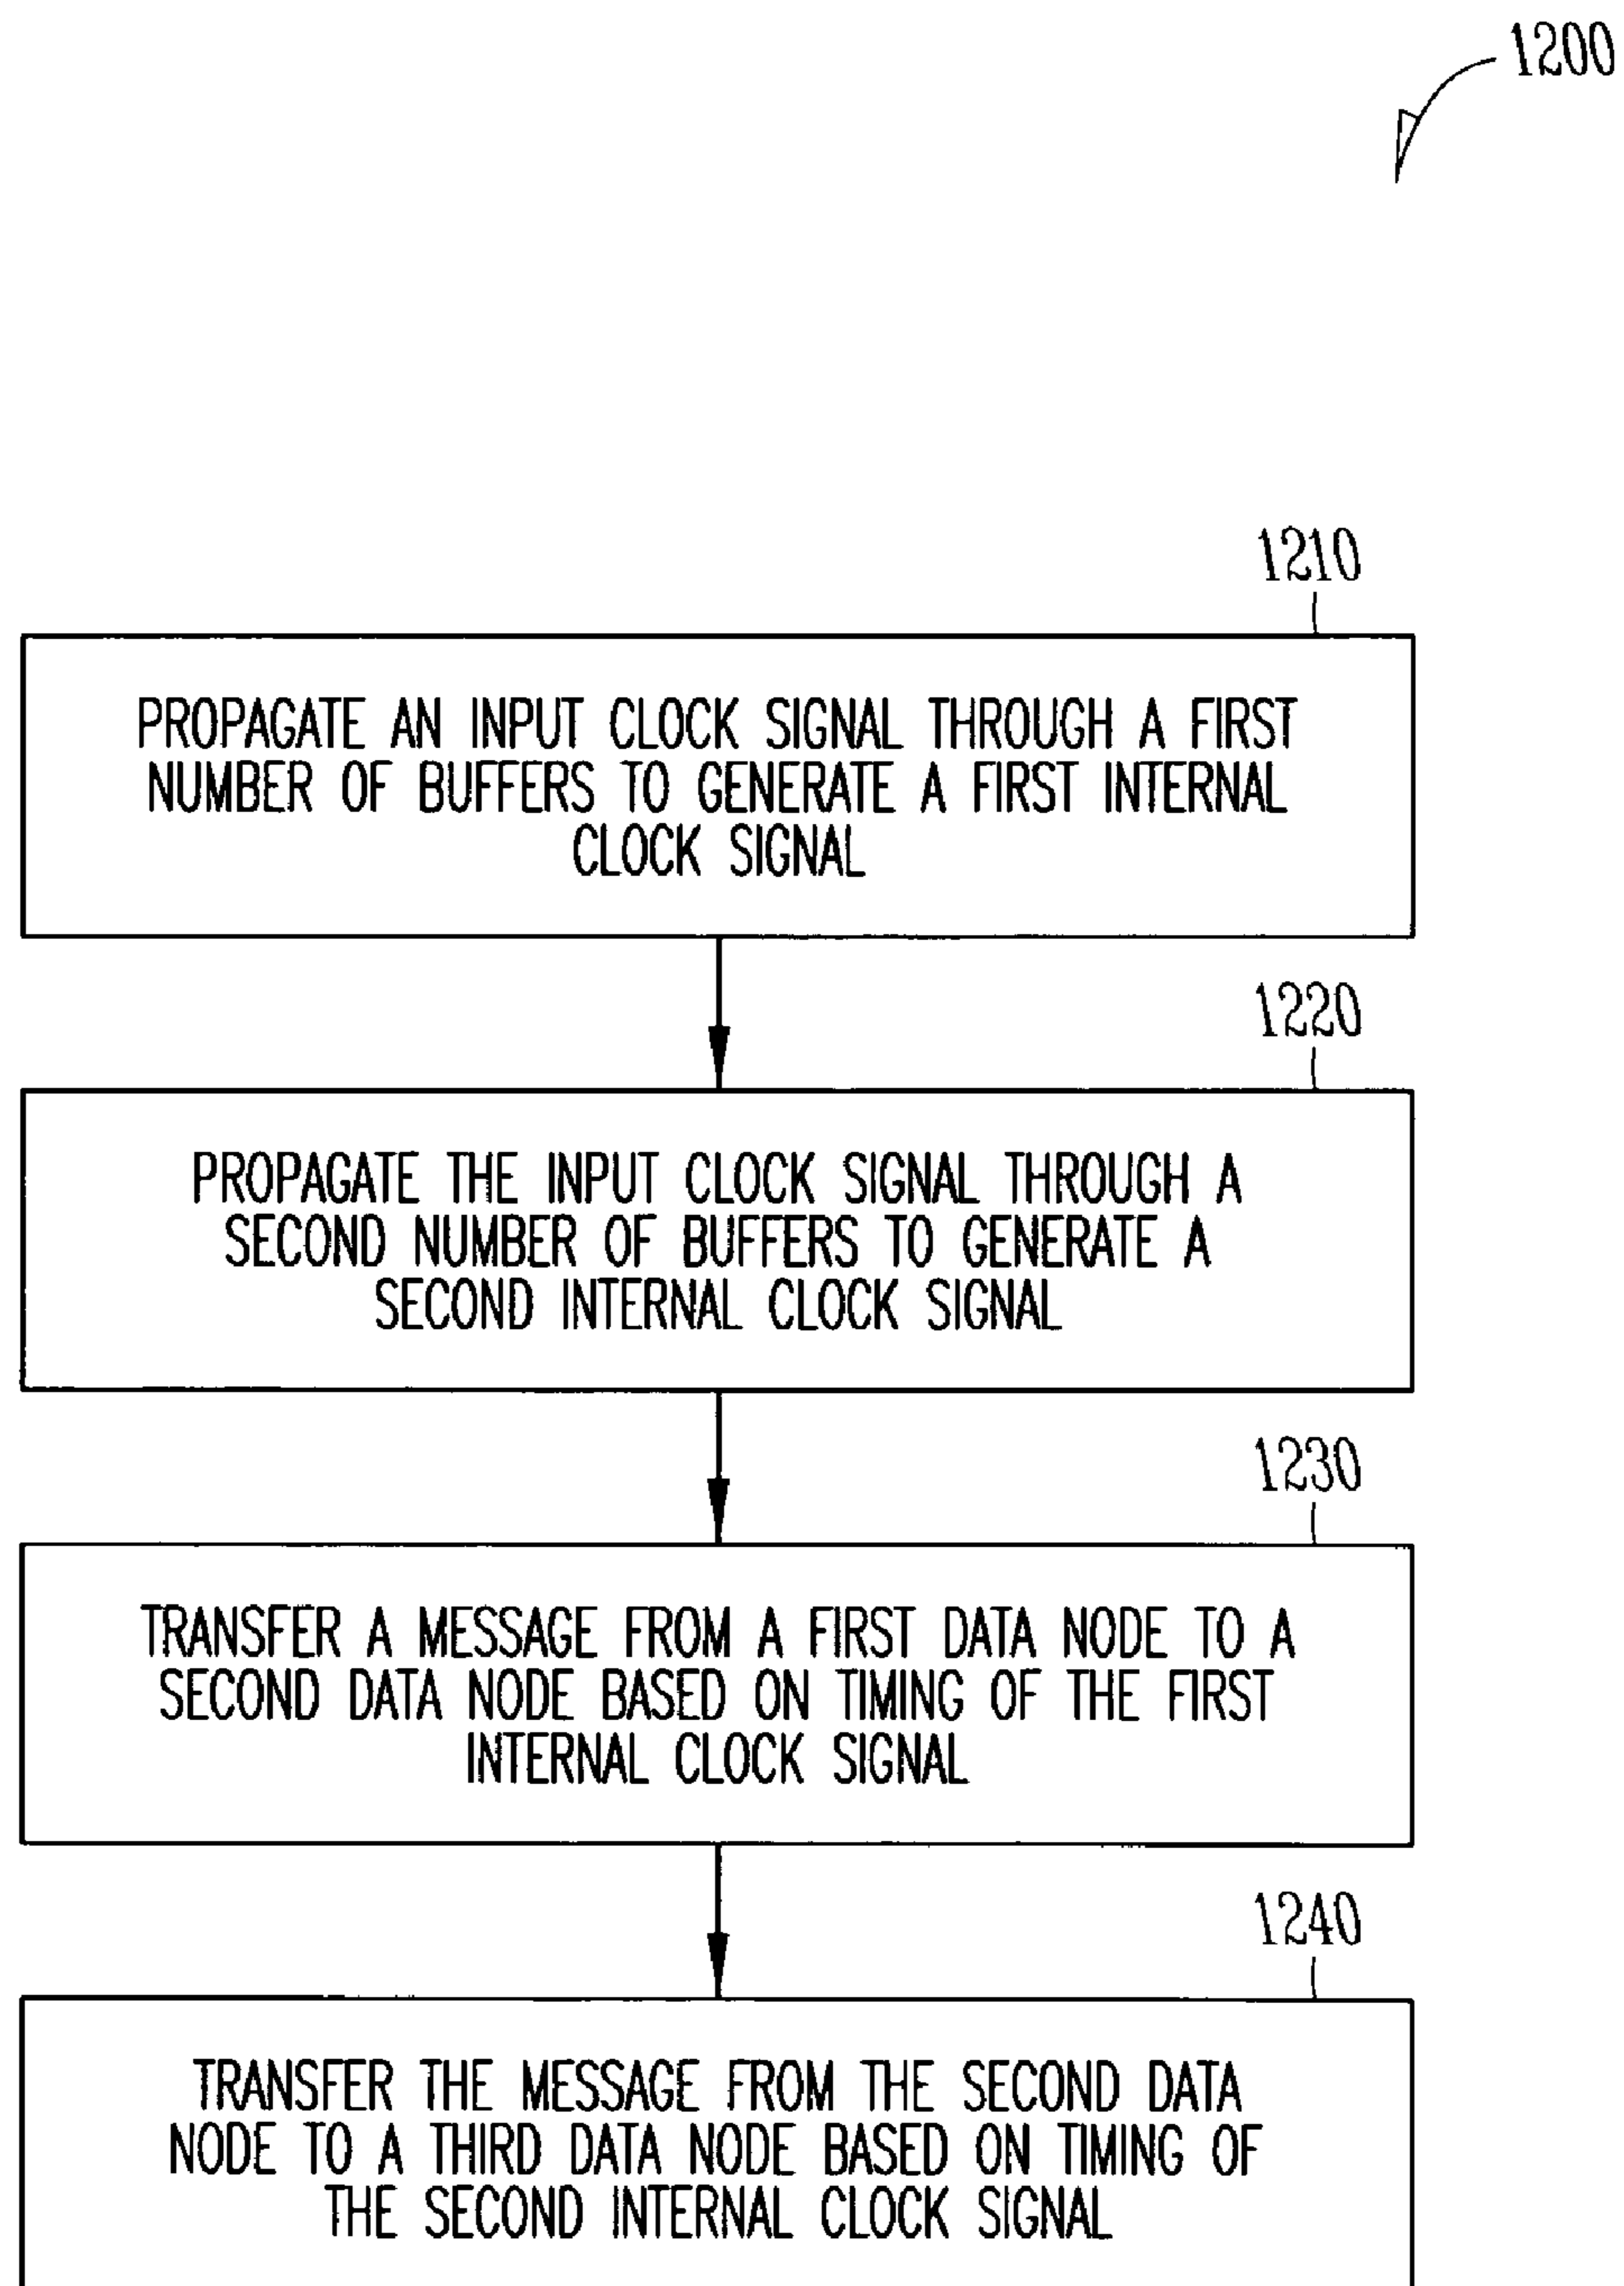 1200
1210
PROPAGATE AN INPUT CLOCK SIGNAL THROUGH A FIRST
NUMBER OF BUFFERS TO GENERATE A FIRST INTERNAL
CLOCK SIGNAL
1220
PROPAGATE THE INPUT CLOCK SIGNAL THROUGH A
SECOND NUMBER OF BUFFERS TO GENERATE A
SECOND INTERNAL CLOCK SIGNAL
1230
TRANSFER A MESSAGE FROM A FIRST DATA NODE TO A
SECOND DATA NODE BASED ON TIMING OF THE FIRST
INTERNAL CLOCK SIGNAL
1240
TRANSFER THE MESSAGE FROM THE SECOND DATA
NODE TO A THIRD DATA NODE BASED ON TIMING OF
THE SECOND INTERNAL CLOCK SIGNAL